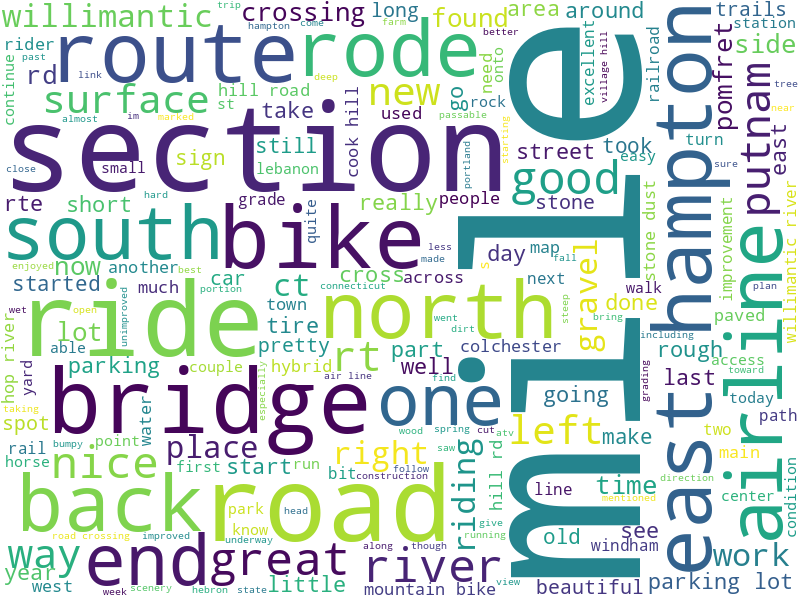 willimantic
crossing
long
found
area
around
trails
rider
trip
hampton
come
farm
better
station
past
route
rode
side
rd
link
deep
hill road
surface
new
go
need
onto
excellent
village hill
railroad
pomfret
continue
almost
im
marked
st
take
used
passable
rock
tree
near
section
mile
east hampton
putnam
air line
close
small
sign
still
lebanon
cook hill
portland
starting
street
took
easy
turn
east
sure
rte
short
grade
hard
really
people
good
stone
south
bike
quite
less
made
day
map
fall
s
stone dust
improvement
willimantic river
enjoyed
best
now
another
car
ct
cross
across
next
gravel
done
walk
plan
started
much
portion
town
connecticut
went
dirt
steep
bring
paved
wet
open
unimproved
ride
north
hop river
lot
tire
rt
part
well
colchester
including
rough
access
toward
able
pretty
parking
couple
hybrid
air line
find
going
grading
last
today
path
taking
yard
bridge
one
especially
spot
bumpy
water
wood
spring
cut
atv
left
make
two
rail
point
place
nice
right
saw
riding
hill rd
main
horse
first
start
run
bit
follow
construction
line
time
direction
center
condition
back
road
park
know
head
give
running
mentioned
old
see
road crossing
improved
underway
along
though
way
end
great
river
view
windham
work
year
west
week
scenery
hebron
state
little
mountain bike
beautiful
parking lot